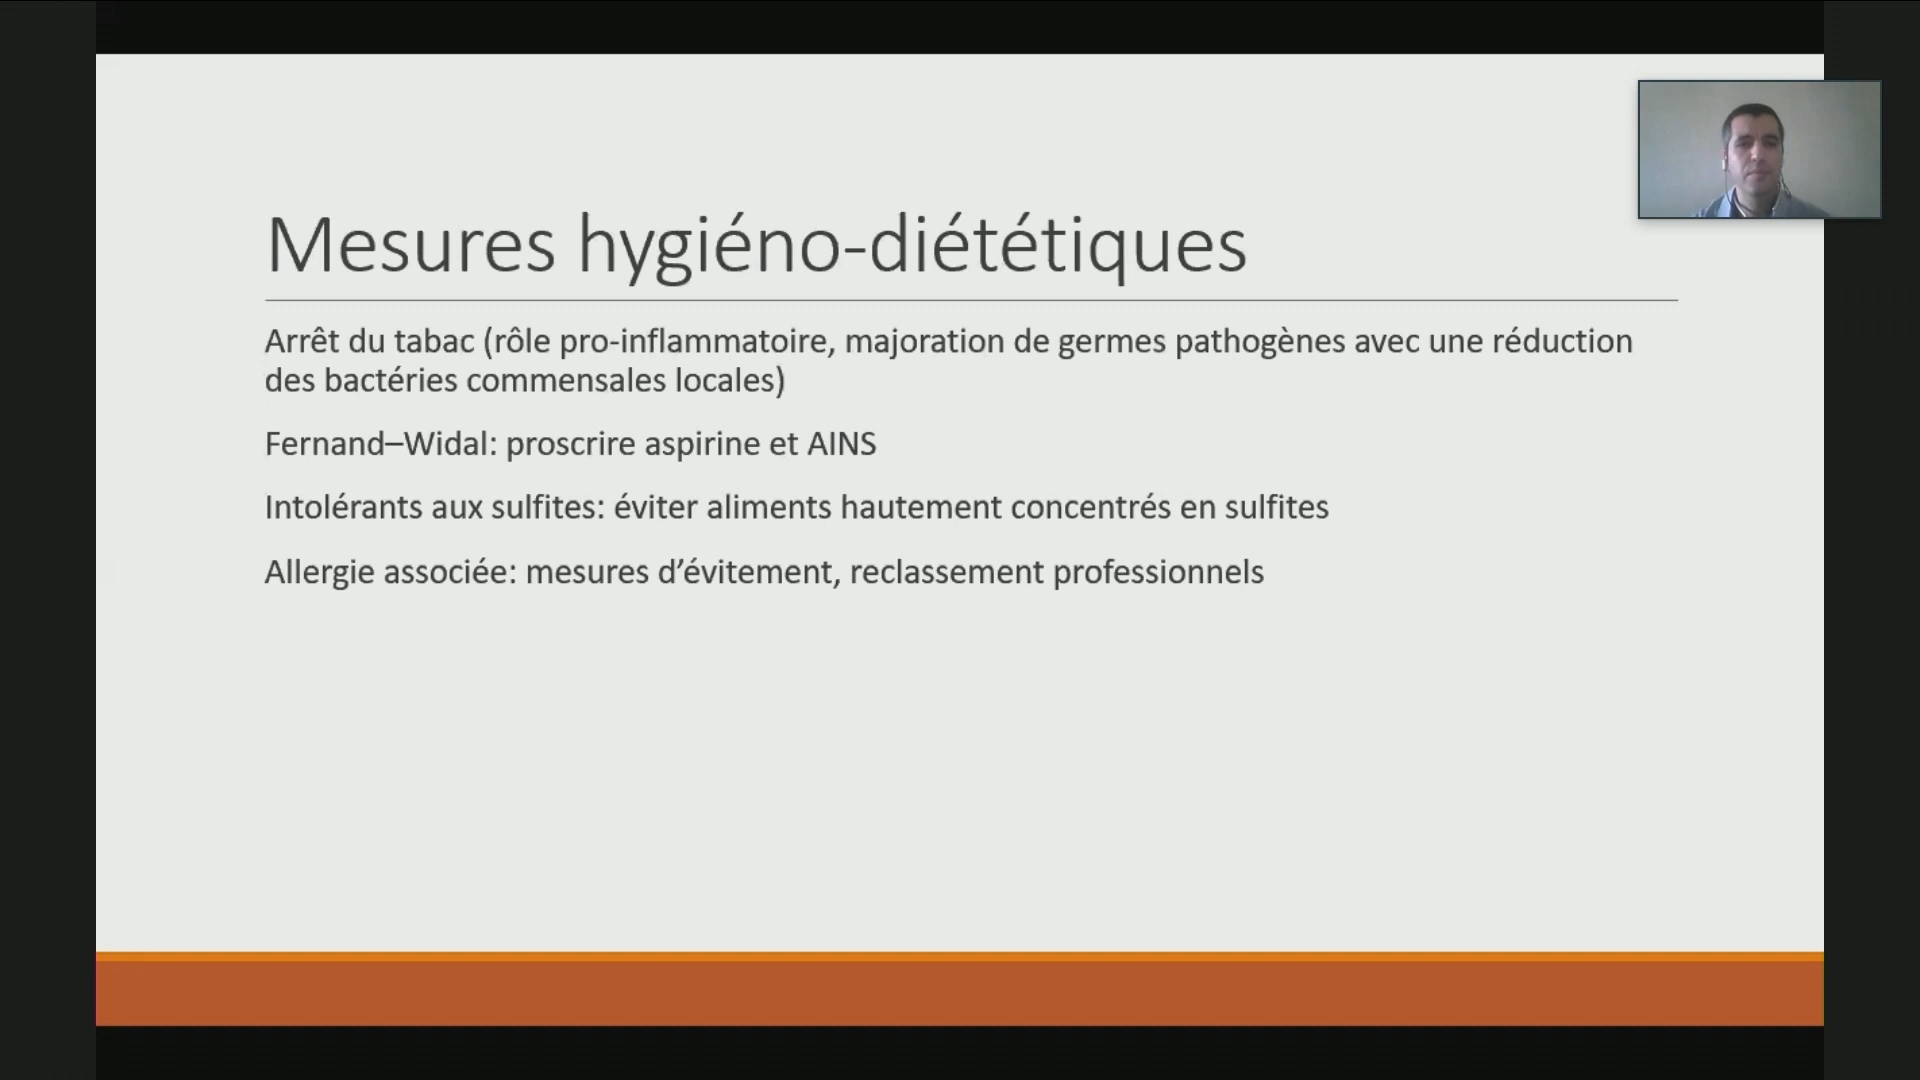 Mesures hygiéno-diététiques
Arrêt du tabac (rôle pro-inflammatoire, majoration de germes pathogènes avec une réduction
des bactéries commensales locales)
Fernand–Widal: proscrire aspirine et AINS
Intolérants aux sulfites: éviter aliments hautement concentrés en sulfites
Allergie associée: mesures d’évitement, reclassement professionnels